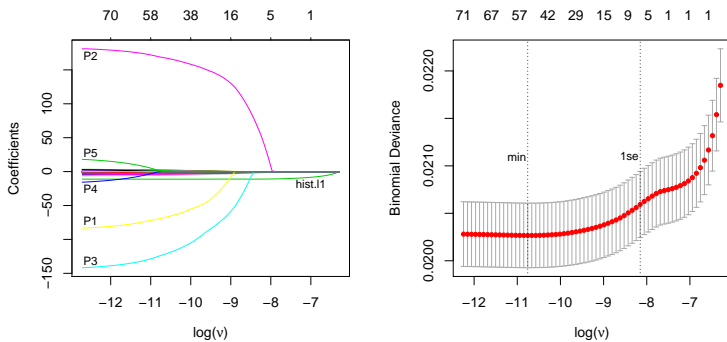 70 58 38 16 5 1
Coefficients
100
50
0
−50
−150
P2
P5
P4
hist.l1
P1
P3
−12 −11 −10 −9 −8 −7
log(ν)
71 67 57 42 29 15 9 5 1 1 1
Binomial Deviance
0.0220
0.0210
0.0200
min
1se
−12 −11 −10 −9 −8 −7
log(ν)